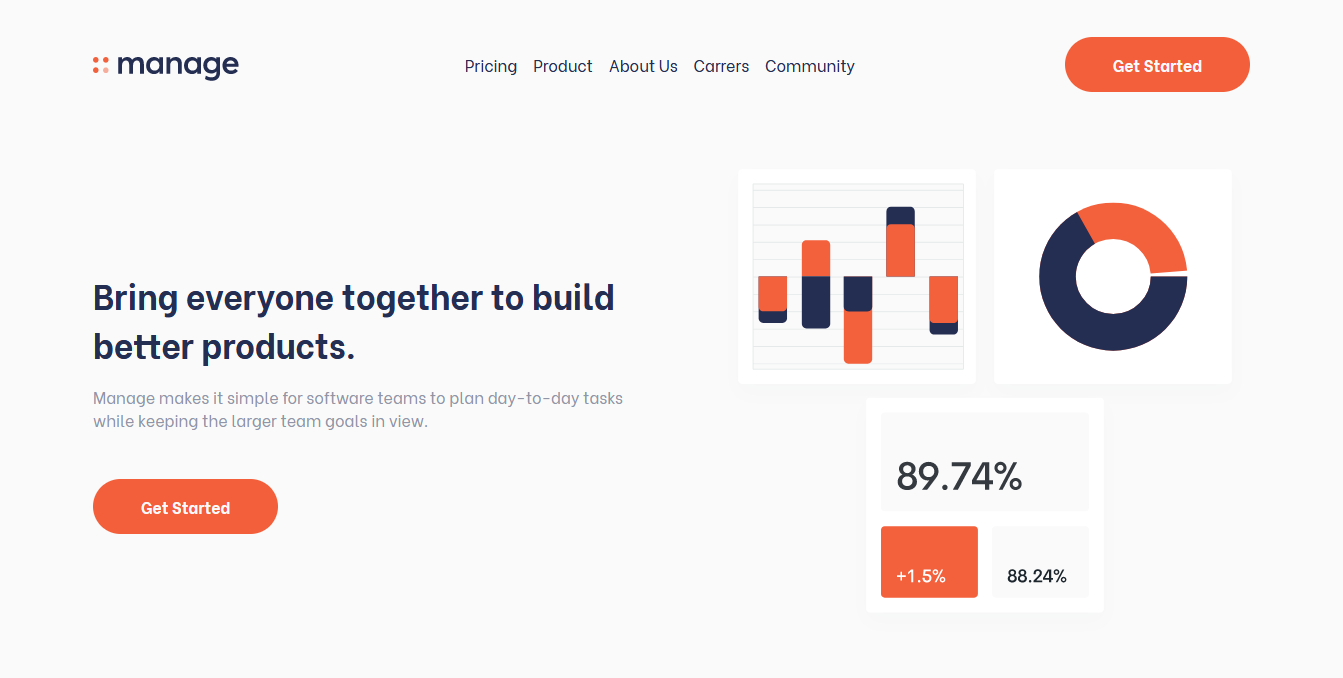 manage
Pricing Product About Us Carrers Community
Get Started
Bring everyone together to build
better products.
Manage makes it simple for software teams to plan day-to-day tasks
while keeping the larger team goals in view.
Get Started
89.74%
+1.5%
88.24%